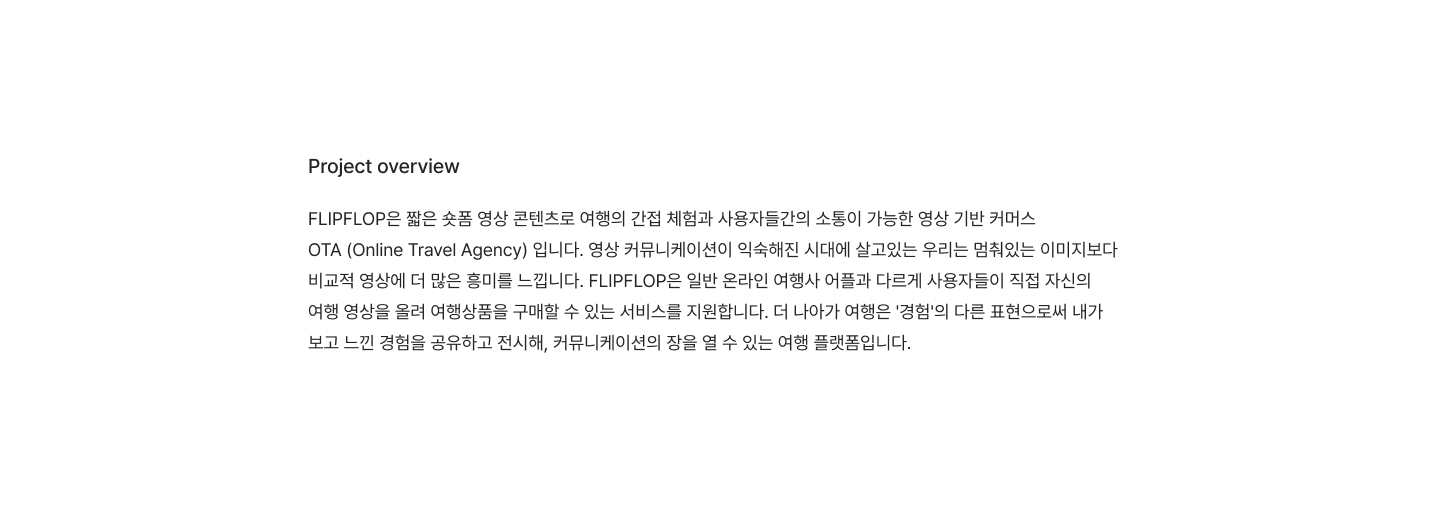 Project overview
FLIPFLOP은 짧은 숏폼 영상 콘텐츠로 여행의 간접 체험과 사용자들간의 소통이 가능한 영상 기반 커머스
OTA (Online Travel Agency) 입니다. 영상 커뮤니케이션이 익숙해진 시대에 살고있는 우리는 멈춰있는 이미지보다
비교적 영상에 더 많은 흥미를 느낍니다. FLIPFLOP은 일반 온라인 여행사 어플과 다르게 사용자들이 직접 자신의
여행 영상을 올려 여행상품을 구매할 수 있는 서비스를 지원합니다. 더 나아가 여행은 '경험'의 다른 표현으로써 내가
보고 느낀 경험을 공유하고 전시해, 커뮤니케이션의 장을 열 수 있는 여행 플랫폼입니다.